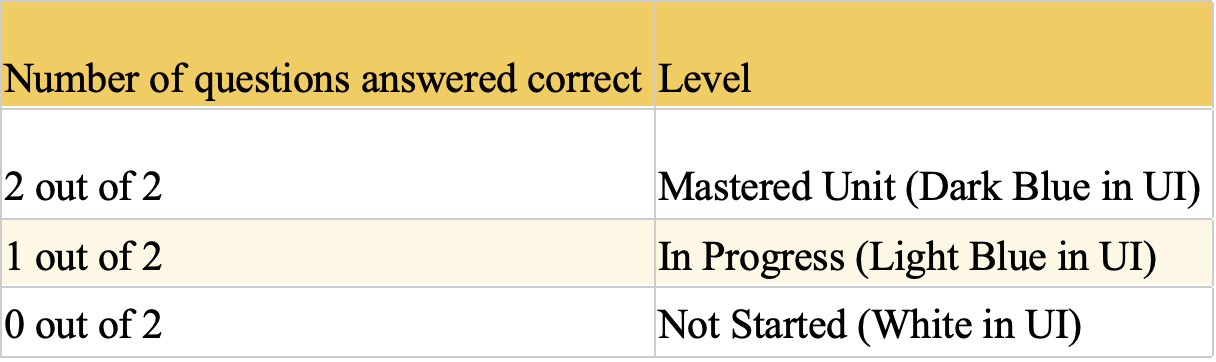 Number of questions answered correct Level
2 out of 2 Mastered Unit (Dark Blue in UI)
1 out of 2 In Progress (Light Blue in UI)
0 out of 2 Not Started (White in UI)